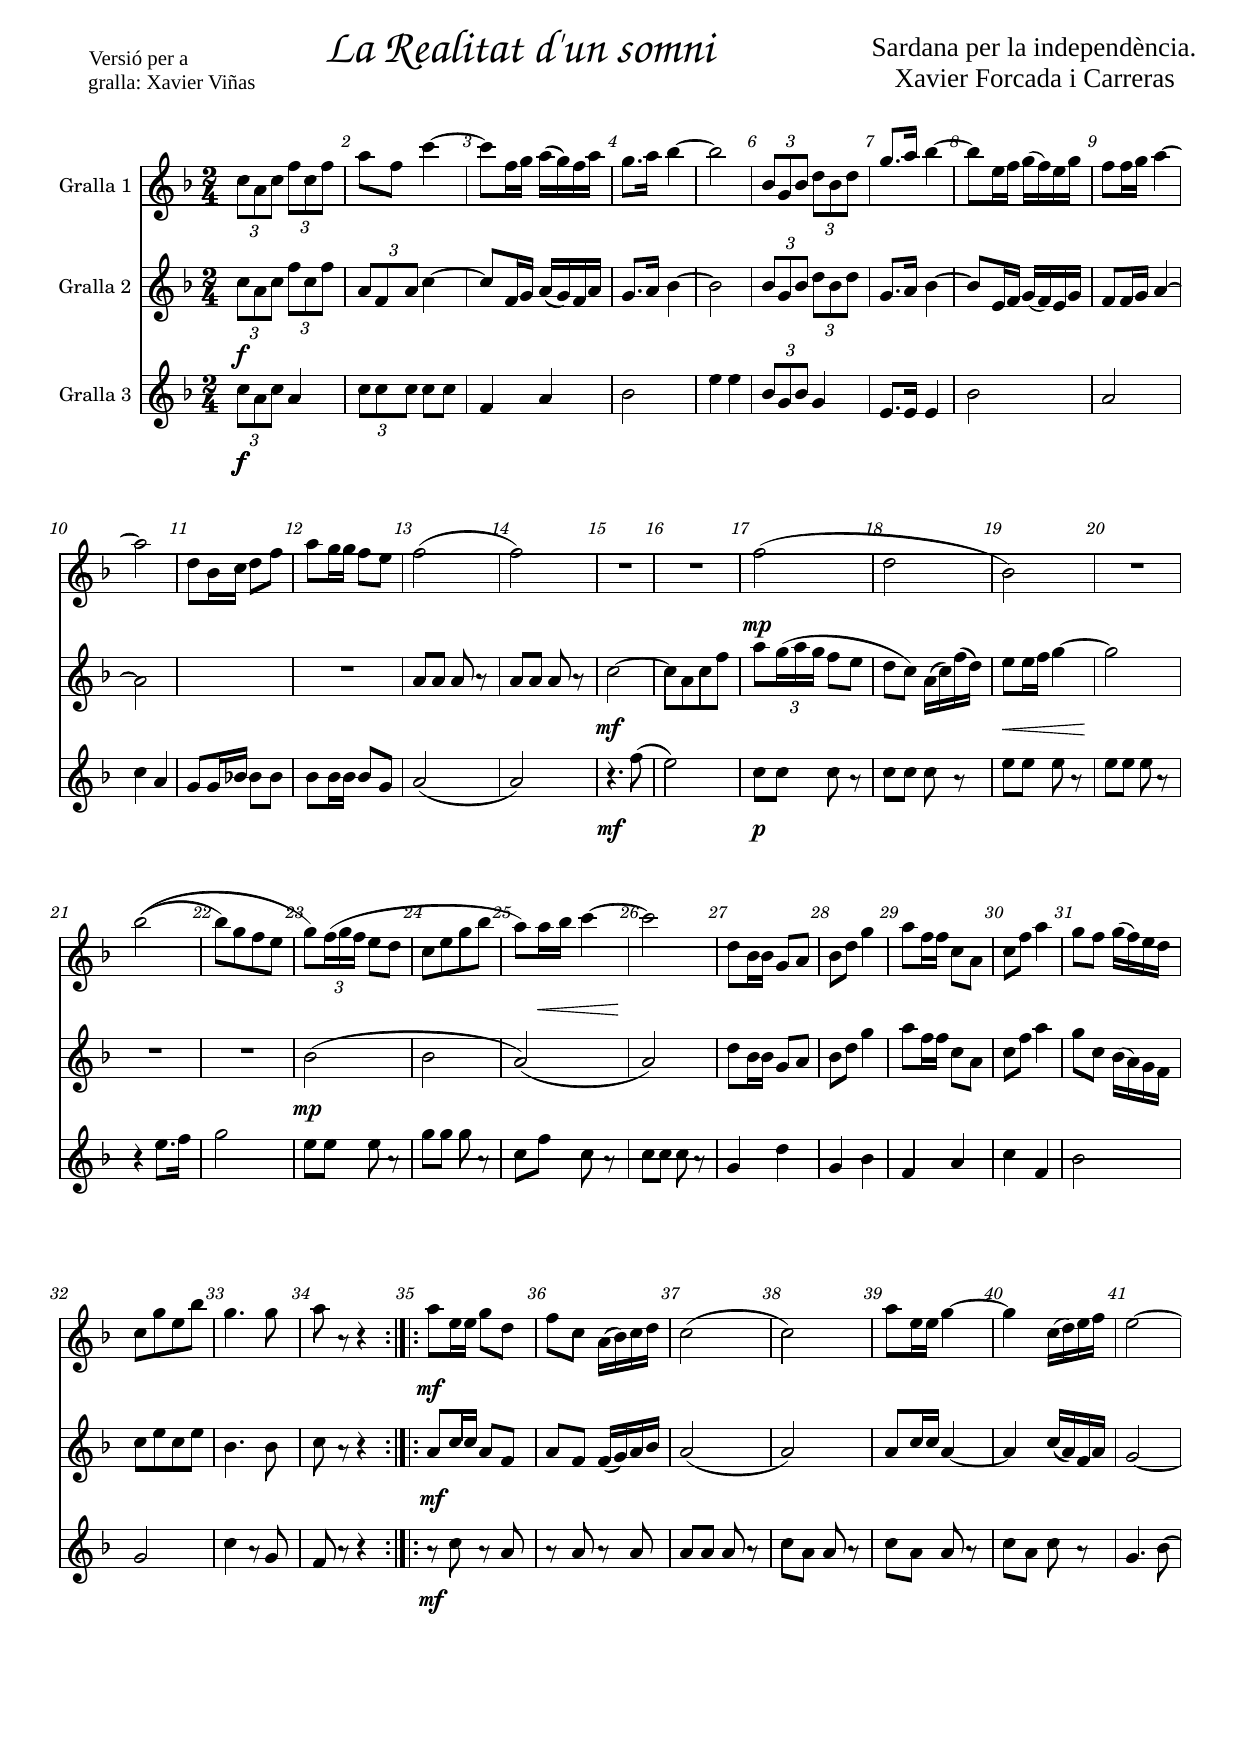 La Realitat d'un somni
Versió per a
gralla: Xavier Viñas
Sardana per la independència.
Xavier Forcada i Carreras
2 3 4 6 3 7 8 9
Gralla 1
3 3
3 3
Gralla 2
3 3 3
f 3
Gralla 3
3 3
f
10 11 12 13 14 15 16 17 18 19 20
mp
3
mf
mf p
21 22 23 24 25 26 27 28 29 30 31
3
mp
32 33 34 35 36 37 38 39 40 41
mf
mf
mf